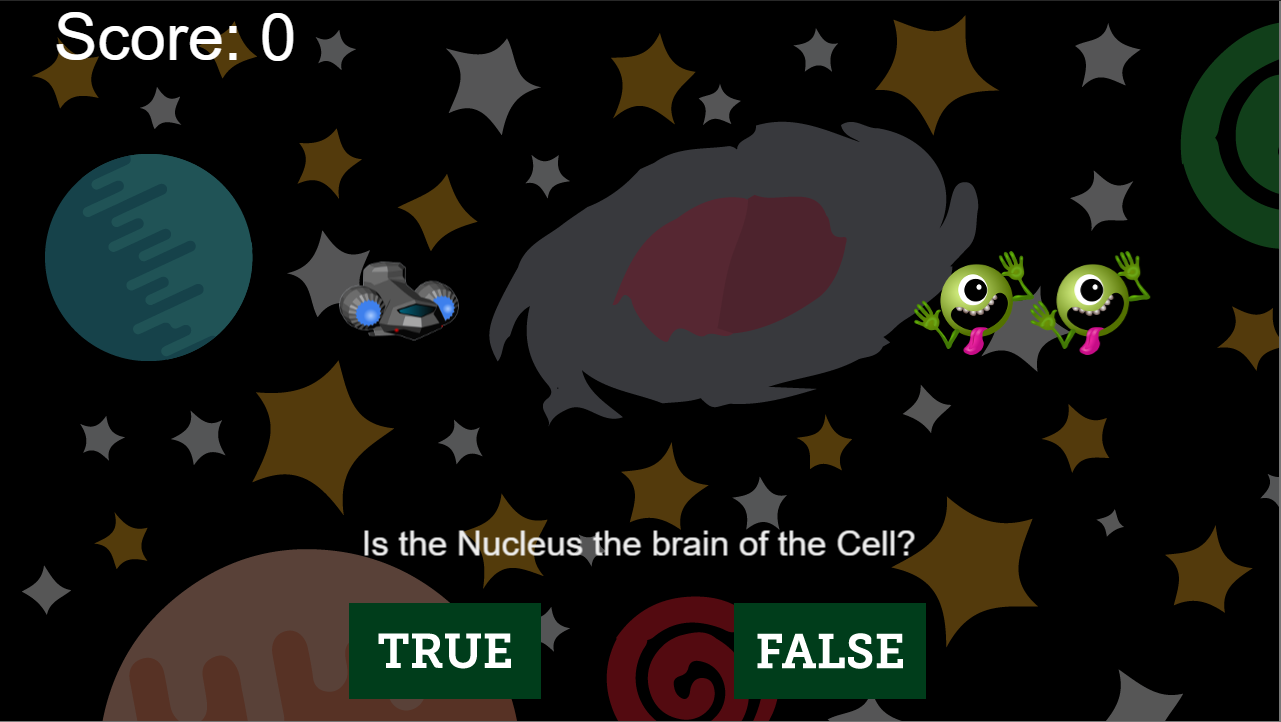 Score: 0
Is the Nucleus the brain of the Cell?
TRUE
FALSE